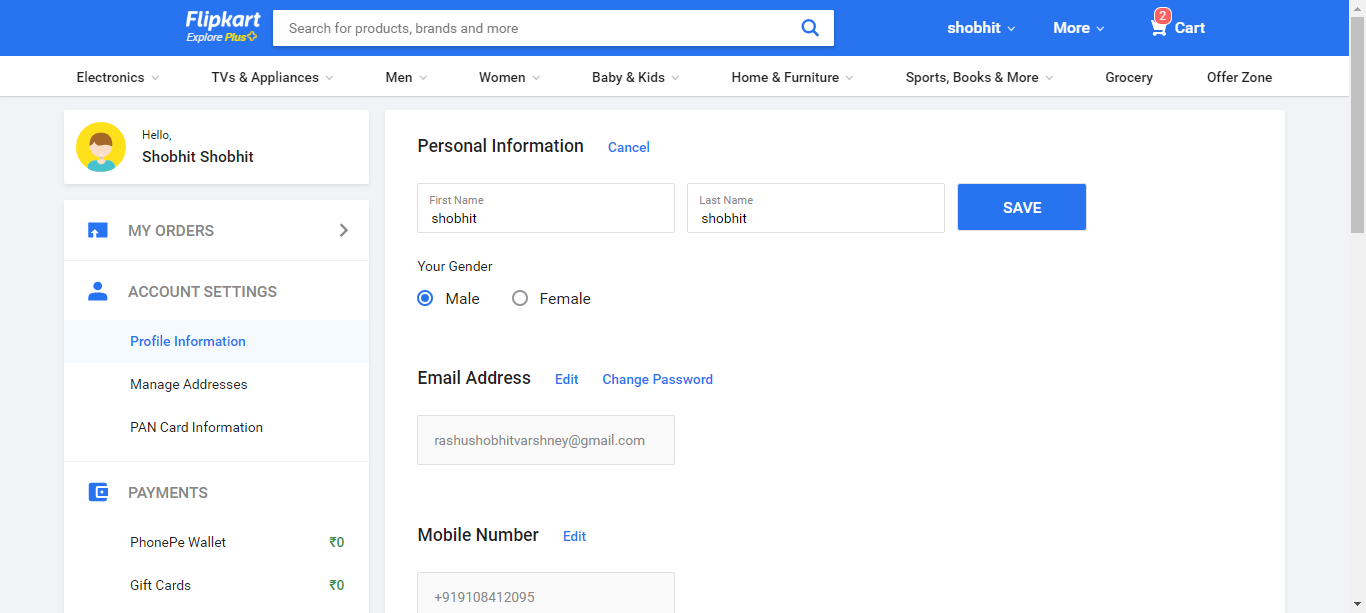 Flipkart
Explore Plus
Search for products, brands and more
shobhit
More
2
Cart
Electronics
TVs & Appliances
Men
Women
Baby & Kids
Home & Furniture
Sports, Books & More
Grocery
Offer Zone
Hello,
Shobhit Shobhit
MY ORDERS
ACCOUNT SETTINGS
Profile Information
Manage Addresses
PAN Card Information
PAYMENTS
PhonePe Wallet ₹0
Gift Cards ₹0
Personal Information Cancel
First Name
shobhit
Last Name
shobhit
SAVE
Your Gender
Male Female
Email Address Edit Change Password
rashushobhitvarshney@gmail.com
Mobile Number Edit
+919108412095